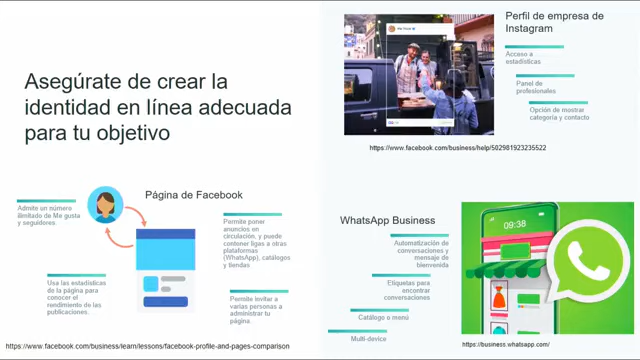 Asegúrate de crear la
identidad en línea adecuada
para tu objetivo
Perfil de empresa de
Instagram
Acceso a
estadísticas
Panel de
profesionales
Opción de mostrar
categoría y contacto
https://www.facebook.com/business/help/502981923235522
Página de Facebook
Admite un número
ilimitado de Me gusta
y seguidores.
Permite poner
anuncios en
circulación, y puede
contener ligas a otras
plataformas
(WhatsApp), catálogos
y tiendas
Usa las estadísticas
de la página para
conocer el
rendimiento de las
publicaciones.
Permite invitar a
varias personas a
administrar tu
página.
https://www.facebook.com/business/learn/lessons/facebook-profile-and-pages-comparison
WhatsApp Business
Automatización de
conversaciones y
mensaje de
bienvenida
Etiquetas para
encontrar
conversaciones
Catálogo o menú
Multi-device
09:38
https://business.whatsapp.com/